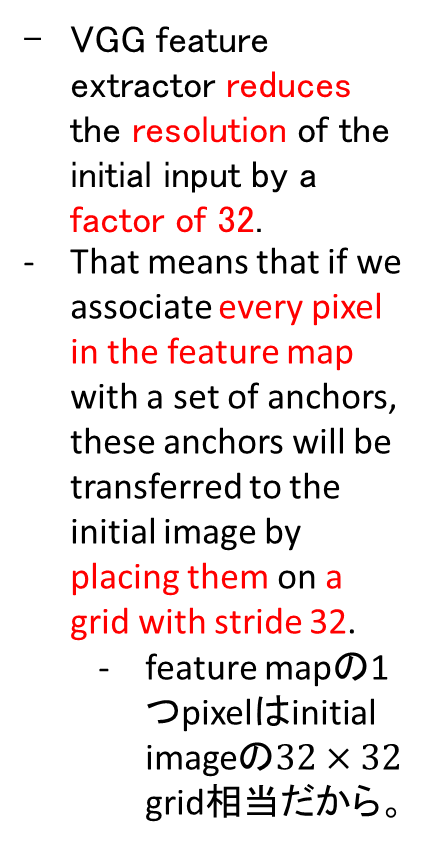 - VGG feature
extractor reduces
the resolution of the
initial input by a
factor of 32.
- That means that if we
associate every pixel
in the feature map
with a set of anchors,
these anchors will be
transferred to the
initial image by
placing them on a
grid with stride 32.
- feature mapの1
つpixelはinitial
imageの32 × 32
grid相当だから。